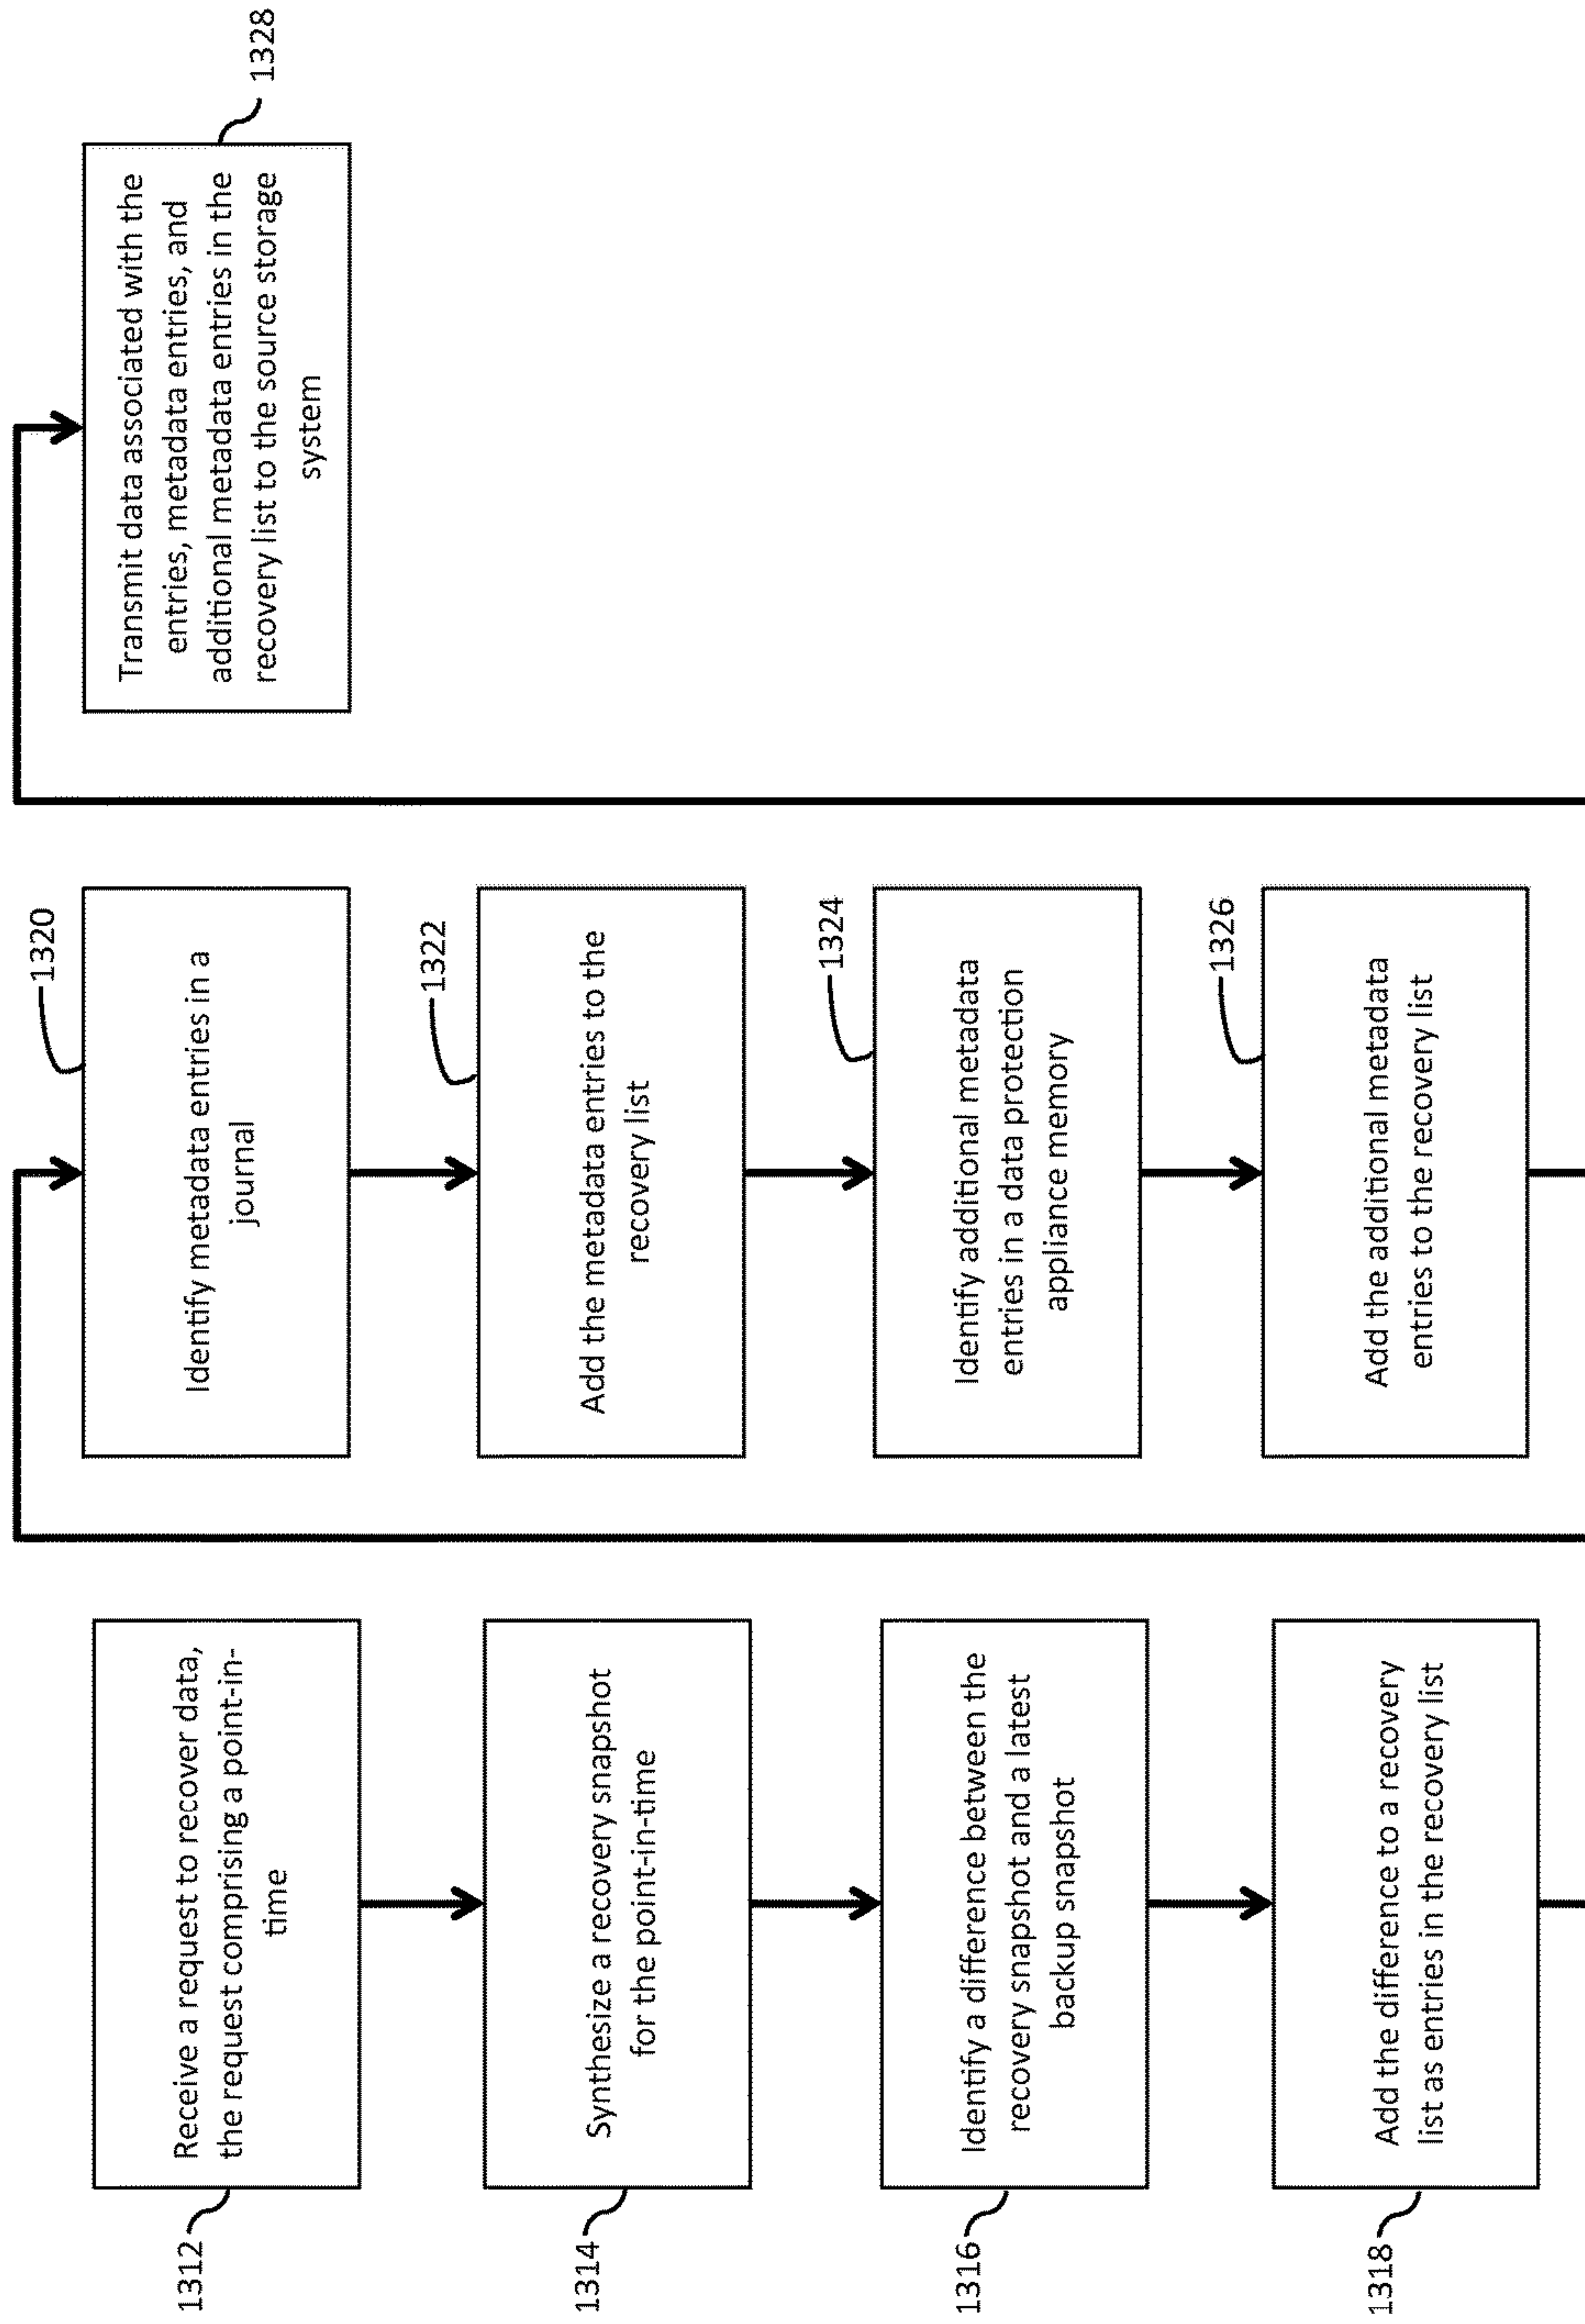 1312
Receive a request to recover data,
the request comprising a point-in-
time
1314
Synthesize a recovery snapshot
for the point-in-time
1316
Identify a difference between the
recovery snapshot and a latest
backup snapshot
1318
Add the difference to a recovery
list as entries in the recovery list
1320
Identify metadata entries in a
journal
1322
Add the metadata entries to the
recovery list
1324
Identify additional metadata
entries in a data protection
appliance memory
1326
Add the additional metadata
entries to the recovery list
1328
Transmit data associated with the
entries, metadata entries, and
additional metadata entries in the
recovery list to the source storage
system